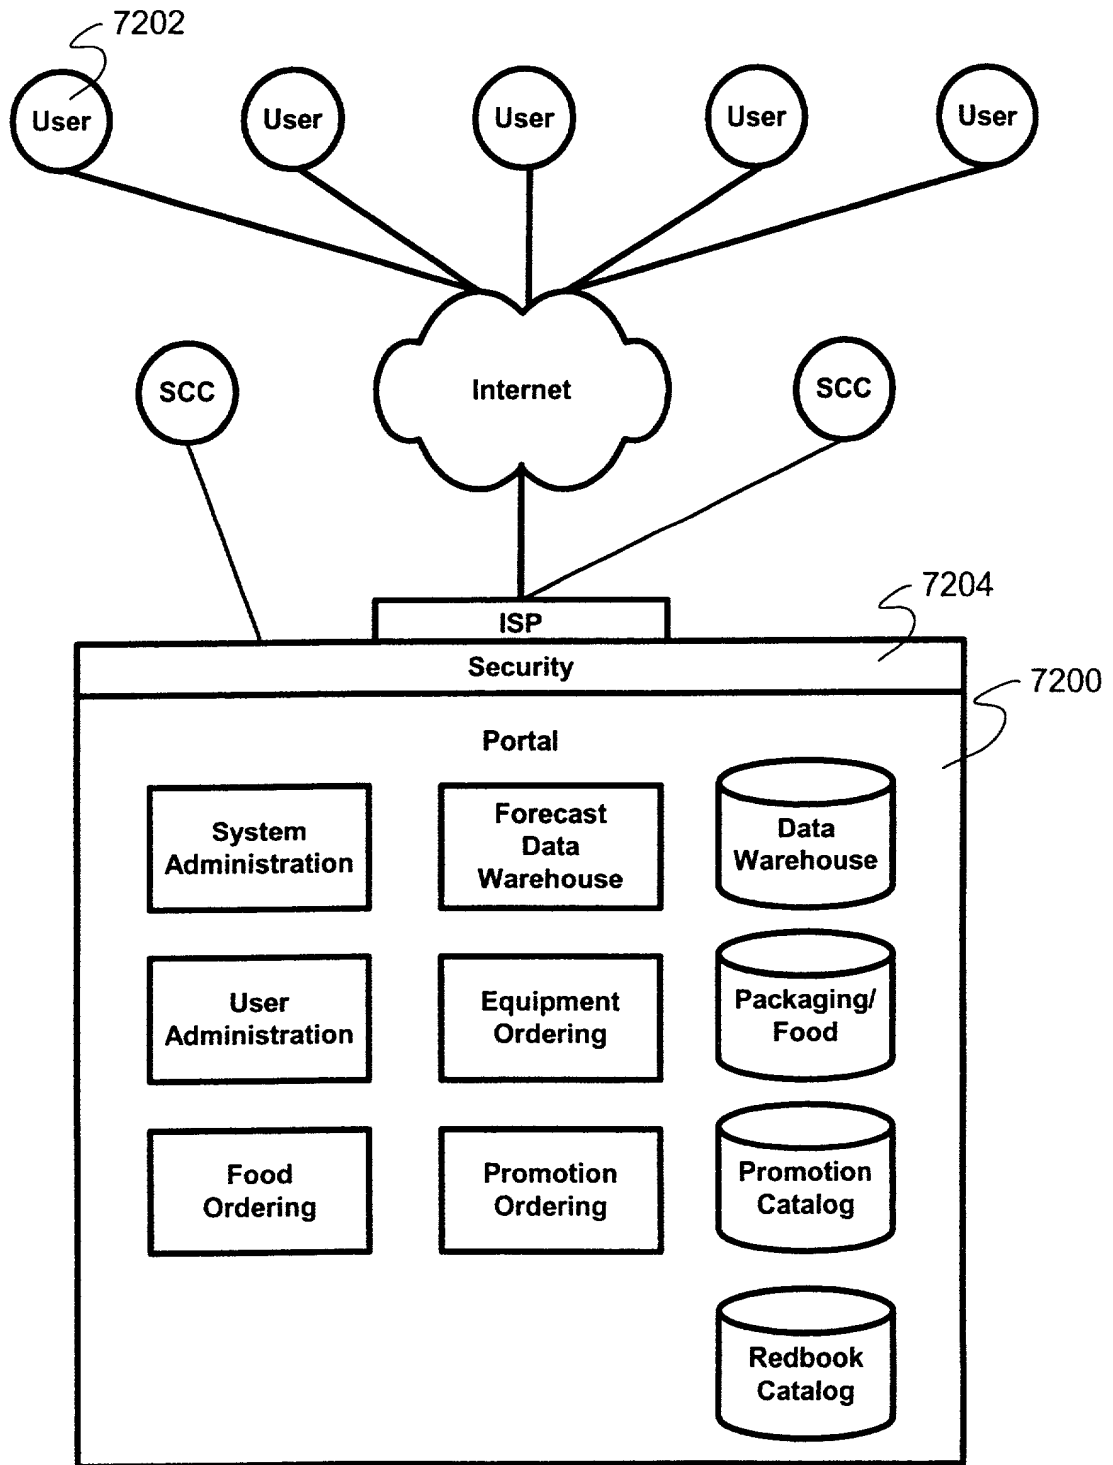 7202
User
User
User
User
User
SCC
Internet
SCC
ISP
7204
Security
7200
Portal
System
Administration
Forecast
Data
Warehouse
Data
Warehouse
User
Administration
Equipment
Ordering
Packaging/
Food
Food
Ordering
Promotion
Ordering
Promotion
Catalog
Redbook
Catalog